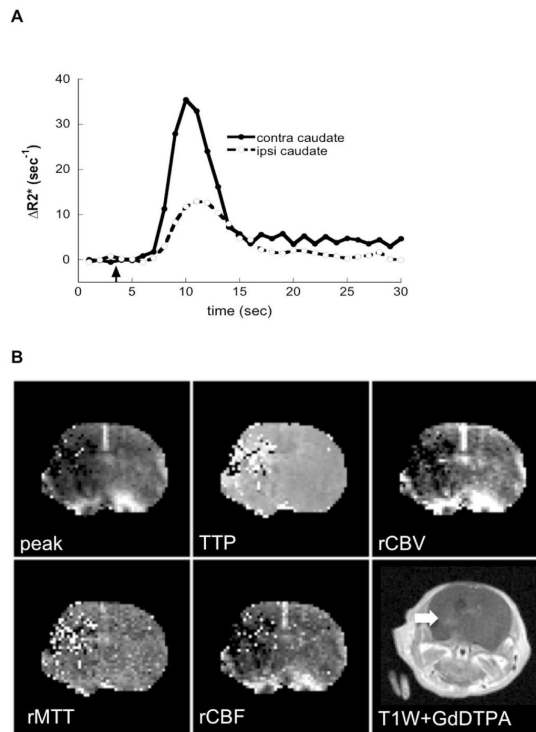 A
40
30
20
10
0
ΔR2* (sec-1)
contra caudate
ipsi caudate
0 5 10 15 20 25 30
time (sec)
B
peak
TTP
rCBV
rMTT
rCBF
T1W+GdDTPA